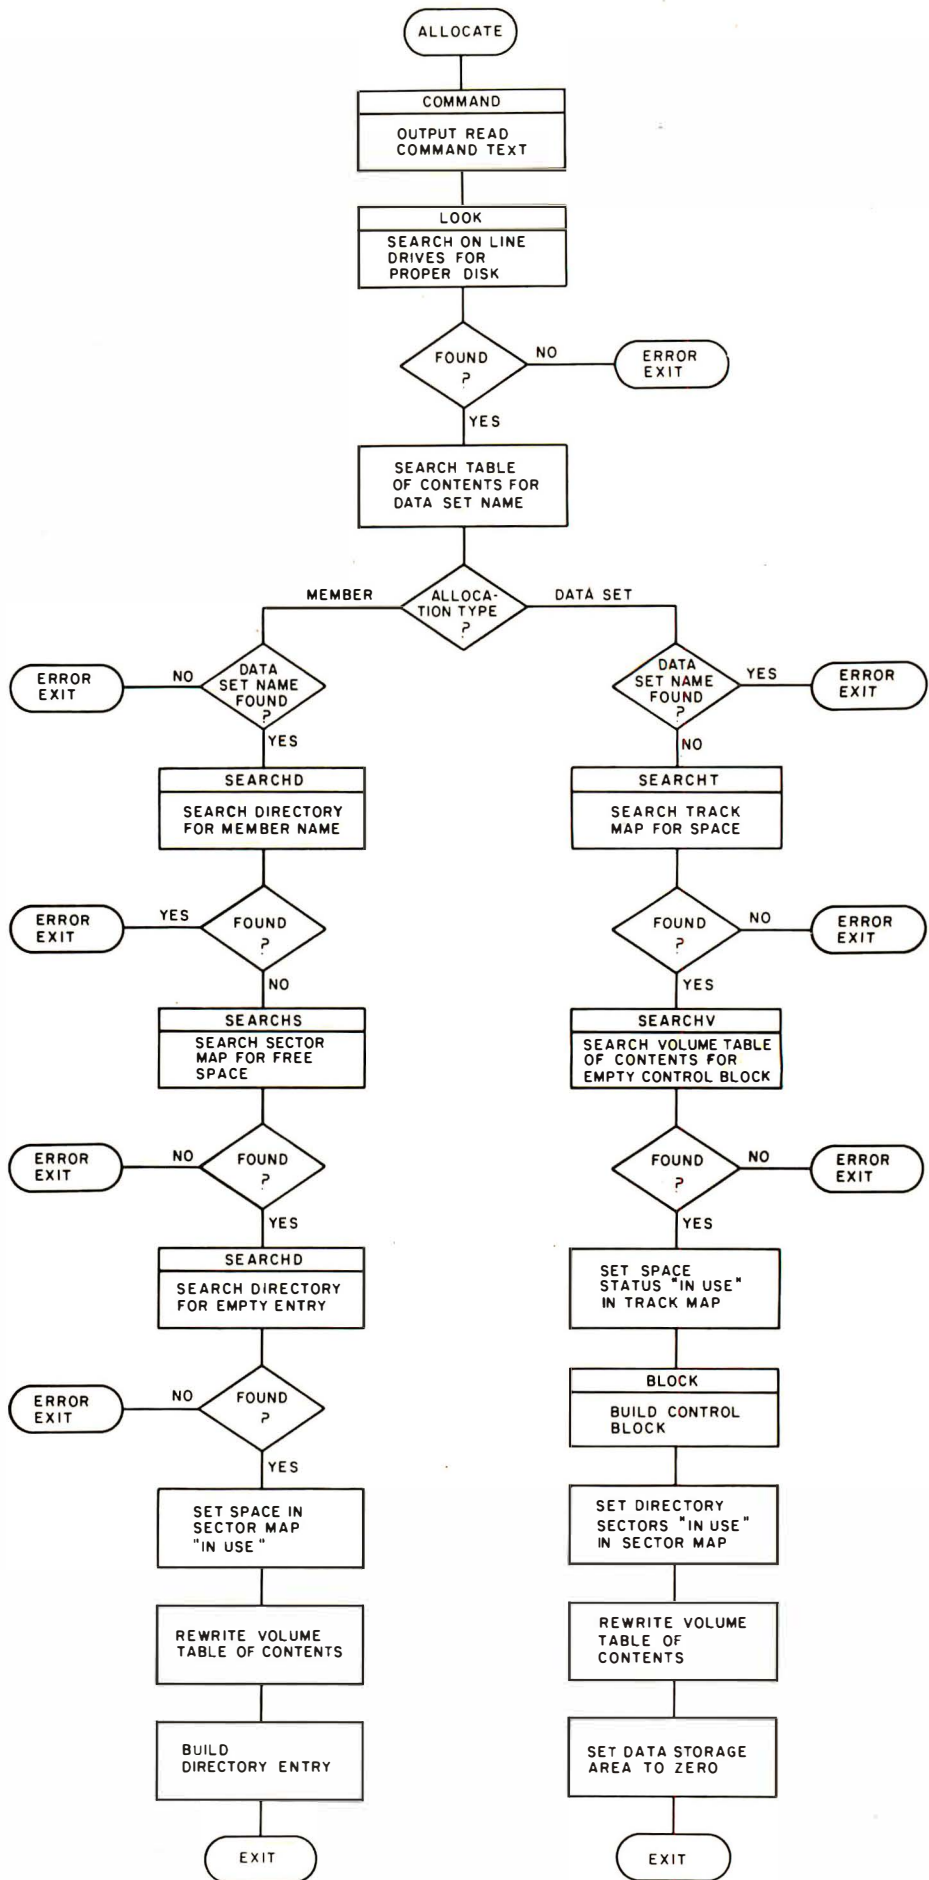 ALLOCATE
COMMAND
OUTPUT READ
COMMAND TEXT
LOOK
SEARCH ON LINE
DRIVES FOR
PROPER DISK
FOUND
?
NO
ERROR
EXIT
YES
SEARCH TABLE
OF CONTENTS FOR
DATA SET NAME
ALLOCA-
TION TYPE
?
MEMBER
DATA SET
DATA
SET NAME
FOUND
?
NO
ERROR
EXIT
YES
SEARCHD
SEARCH DIRECTORY
FOR MEMBER NAME
FOUND
?
YES
ERROR
EXIT
NO
SEARCHS
SEARCH SECTOR
MAP FOR FREE
SPACE
FOUND
?
NO
ERROR
EXIT
YES
SEARCHD
SEARCH DIRECTORY
FOR EMPTY ENTRY
FOUND
?
NO
ERROR
EXIT
YES
SET SPACE IN
SECTOR MAP
"IN USE"
REWRITE VOLUME
TABLE OF CONTENTS
BUILD
DIRECTORY ENTRY
EXIT
DATA
SET NAME
FOUND
?
YES
ERROR
EXIT
NO
SEARCHT
SEARCH TRACK
MAP FOR SPACE
FOUND
?
NO
ERROR
EXIT
YES
SEARCHV
SEARCH VOLUME TABLE
OF CONTENTS FOR
EMPTY CONTROL BLOCK
FOUND
?
NO
ERROR
EXIT
YES
SET SPACE
STATUS "IN USE"
IN TRACK MAP
BLOCK
BUILD CONTROL
BLOCK
SET DIRECTORY
SECTORS "IN USE"
IN SECTOR MAP
REWRITE VOLUME
TABLE OF
CONTENTS
SET DATA STORAGE
AREA TO ZERO
EXIT